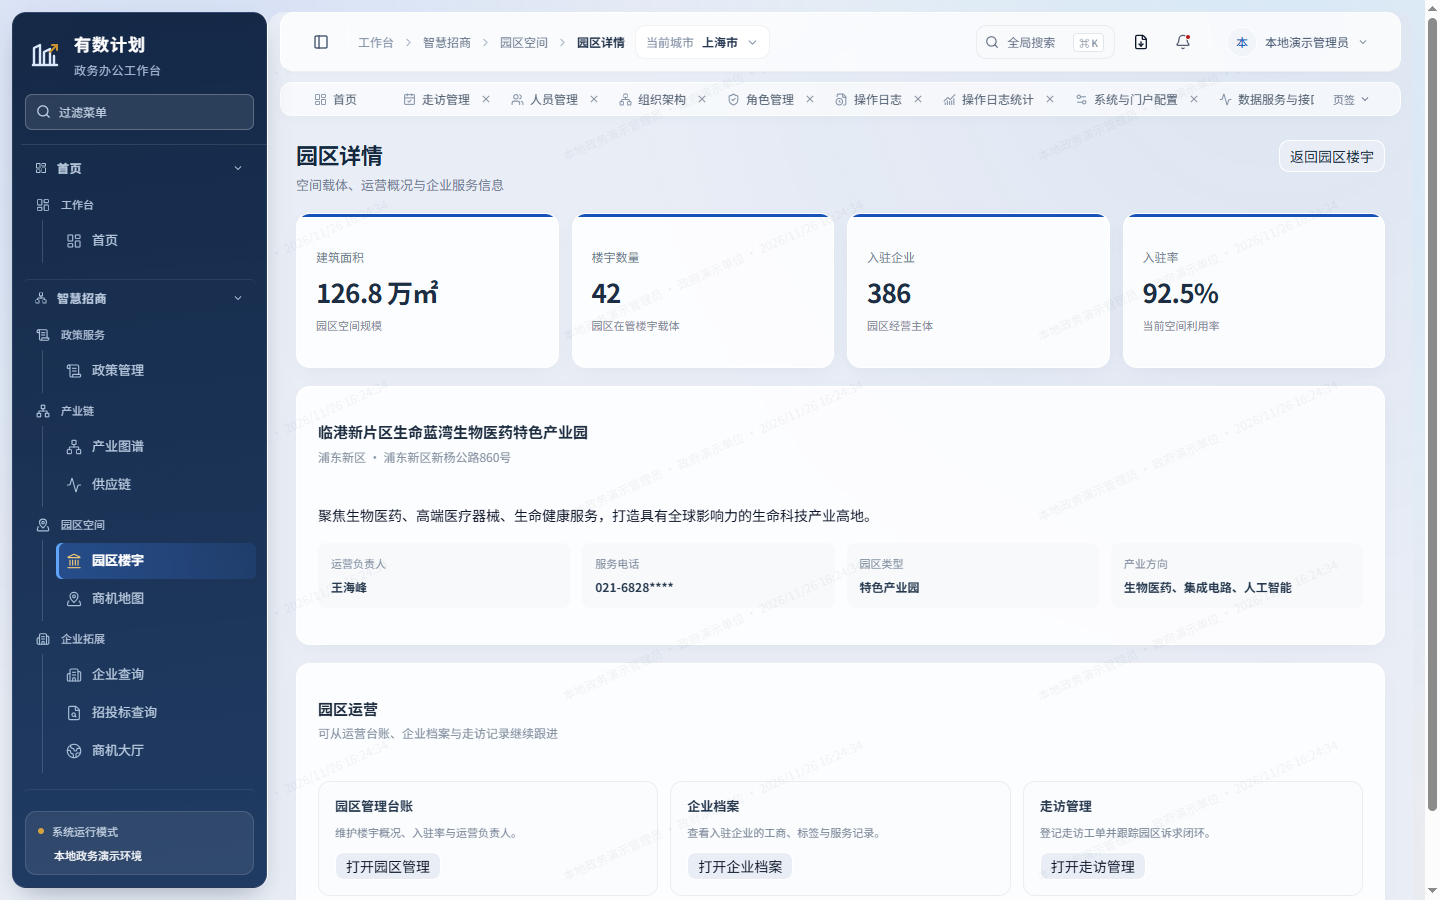 有数计划
政务办公工作台
过滤菜单
首页
工作台
首页
智慧招商
政策服务
政策管理
产业链
产业图谱
供应链
园区空间
园区楼宇
商机地图
企业拓展
企业查询
招投标查询
商机大厅
系统运行模式
本地政务演示环境
工作台 > 智慧招商 > 园区空间 > 园区详情
当前城市 上海市
全局搜索 ⌘K
本 本地演示管理员
首页 走访管理 × 人员管理 × 组织架构 × 角色管理 × 操作日志 × 操作日志统计 × 系统与门户配置 × 数据服务与接口 页签
园区详情
空间载体、运营概况与企业服务信息
返回园区楼宇
建筑面积
126.8 万㎡
园区空间规模
楼宇数量
42
园区在管楼宇载体
入驻企业
386
园区经营主体
入驻率
92.5%
当前空间利用率
临港新片区生命蓝湾生物医药特色产业园
浦东新区 · 浦东新区新杨公路860号
聚焦生物医药、高端医疗器械、生命健康服务，打造具有全球影响力的生命科技产业高地。
运营负责人
王海峰
服务电话
021-6828****
园区类型
特色产业园
产业方向
生物医药、集成电路、人工智能
园区运营
可从运营台账、企业档案与走访记录继续跟进
园区管理台账
维护楼宇概况、入驻率与运营负责人。
打开园区管理
企业档案
查看入驻企业的工商、标签与服务记录。
打开企业档案
走访管理
登记走访工单并跟踪园区诉求闭环。
打开走访管理
本地政务演示管理员 · 政府演示单位 · 2026/11/26 16:24:34